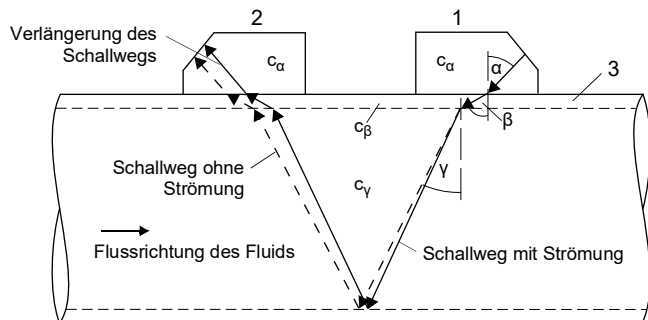 2
1
Verlängerung des
Schallwegs
cα
cα
α
3
cβ
β
Schallweg ohne
Strömung
cγ
γ
Flussrichtung des Fluids
Schallweg mit Strömung